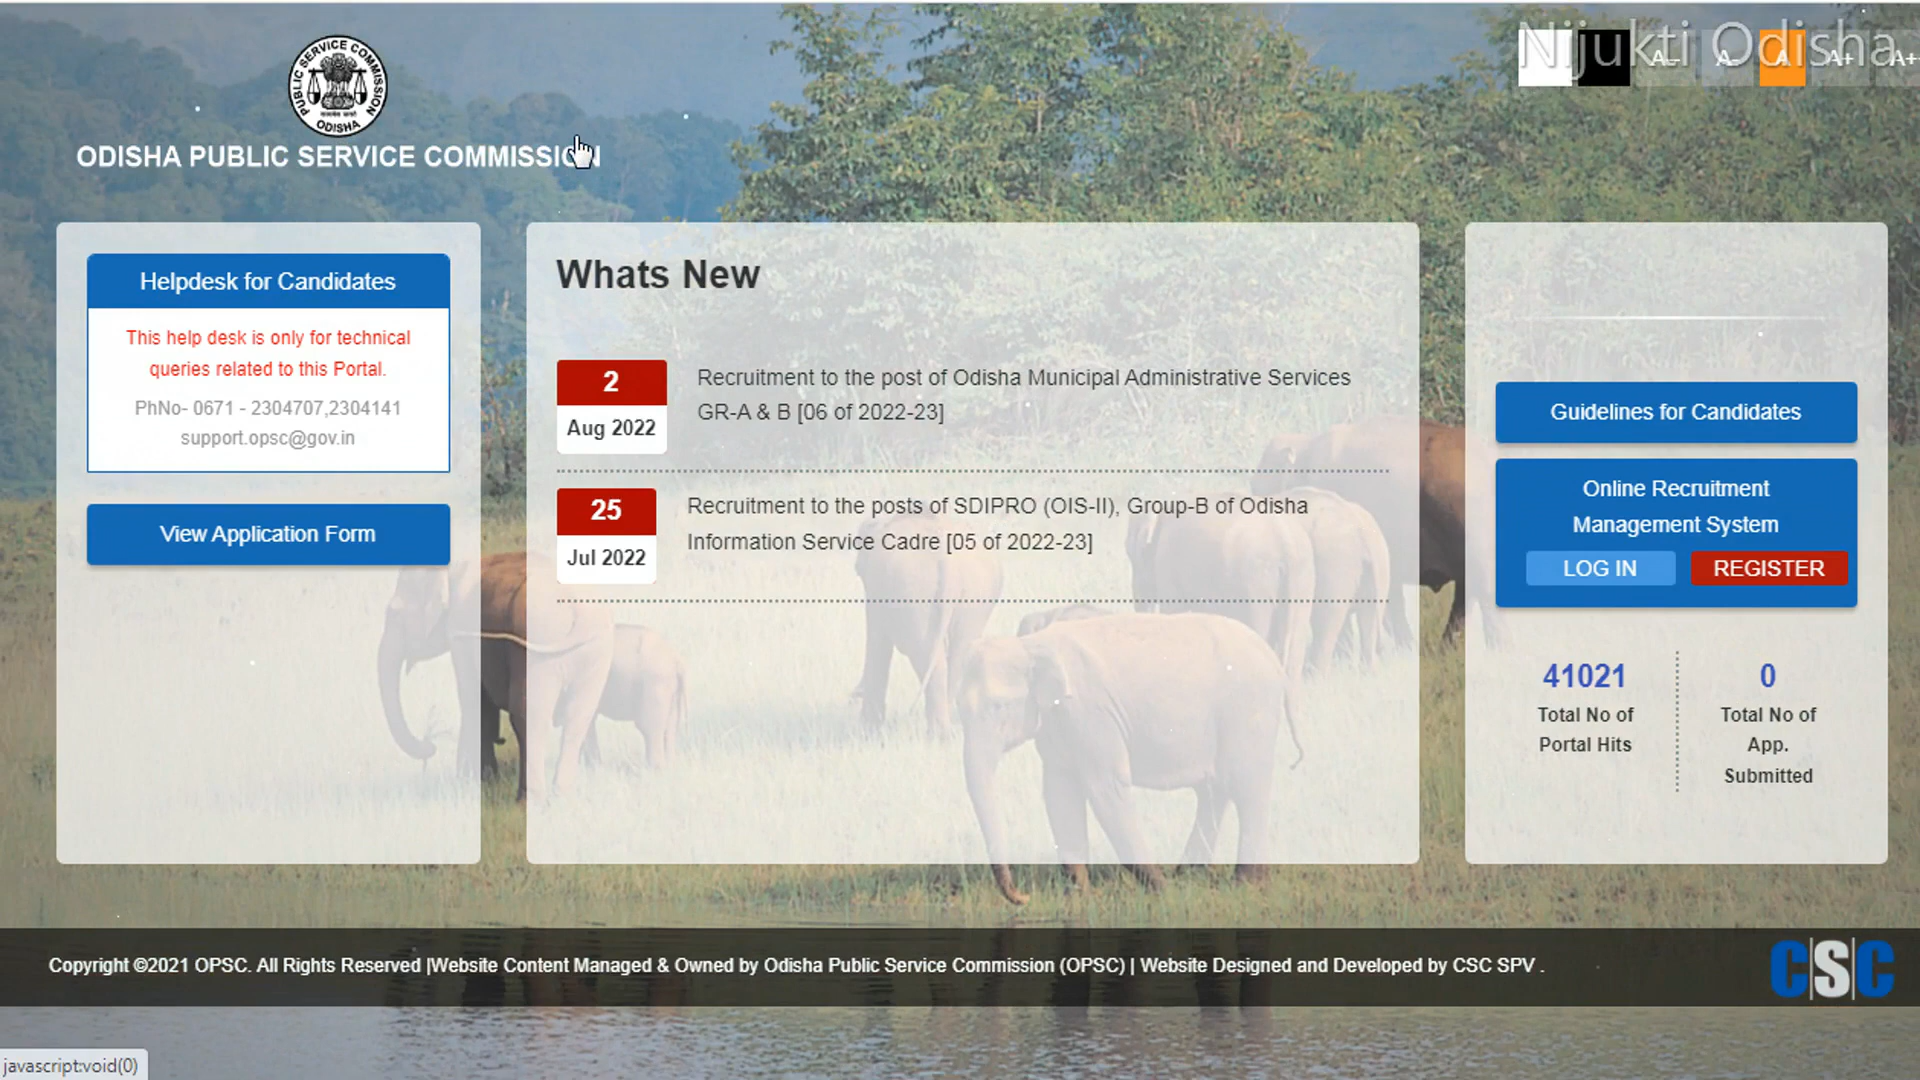 Nijukti Odisha
A- A A+ A+
PUBLIC SERVICE COMMISSION
ODISHA
ODISHA PUBLIC SERVICE COMMISSION
Helpdesk for Candidates
This help desk is only for technical
queries related to this Portal.
PhNo- 0671 - 2304707,2304141
support.opsc@gov.in
View Application Form
Whats New
2
Aug 2022
Recruitment to the post of Odisha Municipal Administrative Services
GR-A & B [06 of 2022-23]
25
Jul 2022
Recruitment to the posts of SDIPRO (OIS-II), Group-B of Odisha
Information Service Cadre [05 of 2022-23]
Guidelines for Candidates
Online Recruitment
Management System
LOG IN
REGISTER
41021
Total No of
Portal Hits
0
Total No of
App.
Submitted
Copyright ©2021 OPSC. All Rights Reserved |Website Content Managed & Owned by Odisha Public Service Commission (OPSC) | Website Designed and Developed by CSC SPV .
C|S|C
javascript:void(0)